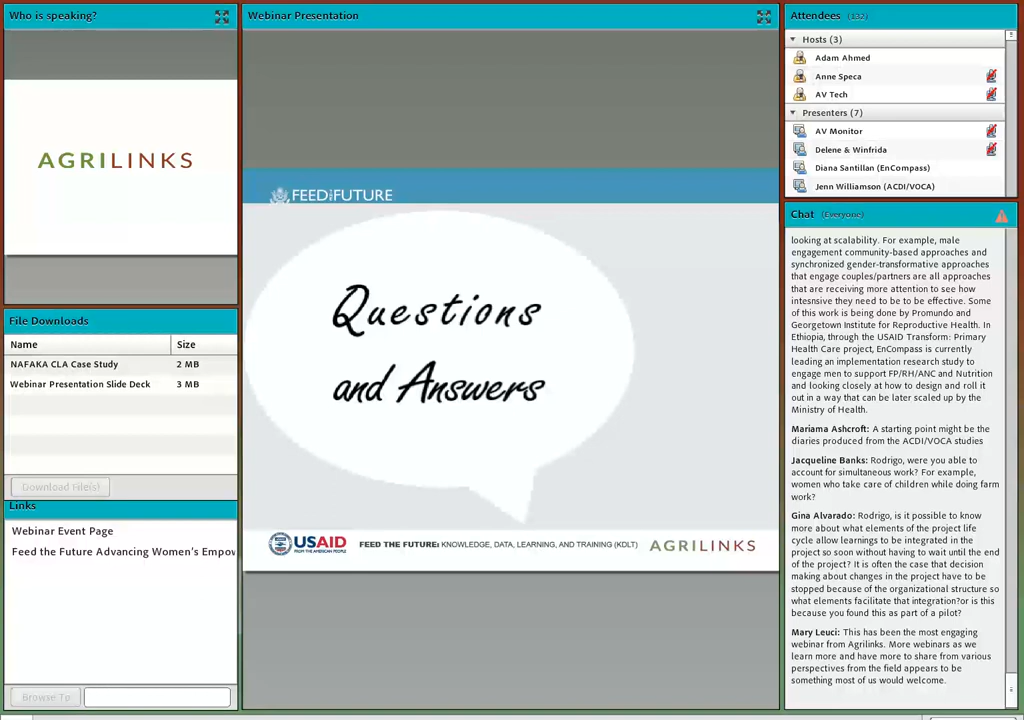 Who is speaking?
AGRILINKS
File Downloads
Name Size
NAFAKA CLA Case Study 2 MB
Webinar Presentation Slide Deck 3 MB
Download File(s)
Links
Webinar Event Page
Feed the Future Advancing Women's Empov
Browse To
Webinar Presentation
FEED THE FUTURE
Questions
and Answers
USAID
FROM THE AMERICAN PEOPLE
FEED THE FUTURE: KNOWLEDGE, DATA, LEARNING, AND TRAINING (KDLT)
AGRILINKS
Attendees (132)
Hosts (3)
Adam Ahmed
Anne Speca
AV Tech
Presenters (7)
AV Monitor
Delene & Winfrida
Diana Santillan (EnCompass)
Jenn Williamson (ACDI/VOCA)
Chat (Everyone)
looking at scalability. For example, male
engagement community-based approaches and
synchronized gender-transformative approaches
that engage couples/partners are all approaches
that are receiving more attention to see how
intesnsive they need to be to be effective. Some
of this work is being done by Promundo and
Georgetown Institute for Reproductive Health. In
Ethiopia, through the USAID Transform: Primary
Health Care project, EnCompass is currently
leading an implementation research study to
engage men to support FP/RH/ANC and Nutrition
and looking closely at how to design and roll it
out in a way that can be later scaled up by the
Ministry of Health.
Mariama Ashcroft: A starting point might be the
diaries produced from the ACDI/VOCA studies
Jacqueline Banks: Rodrigo, were you able to
account for simultaneous work? For example,
women who take care of children while doing farm
work?
Gina Alvarado: Rodrigo, is it possible to know
more about what elements of the project life
cycle allow learnings to be integrated in the
project so soon without having to wait until the end
of the project? It is often the case that decision
making about changes in the project have to be
stopped because of the organizational structure so
what elements facilitate that integration?or is this
because you found this as part of a pilot?
Mary Leuci: This has been the most engaging
webinar from Agrilinks. More webinars as we
learn more and have more to share from various
perspectives from the field appears to be
something most of us would welcome.